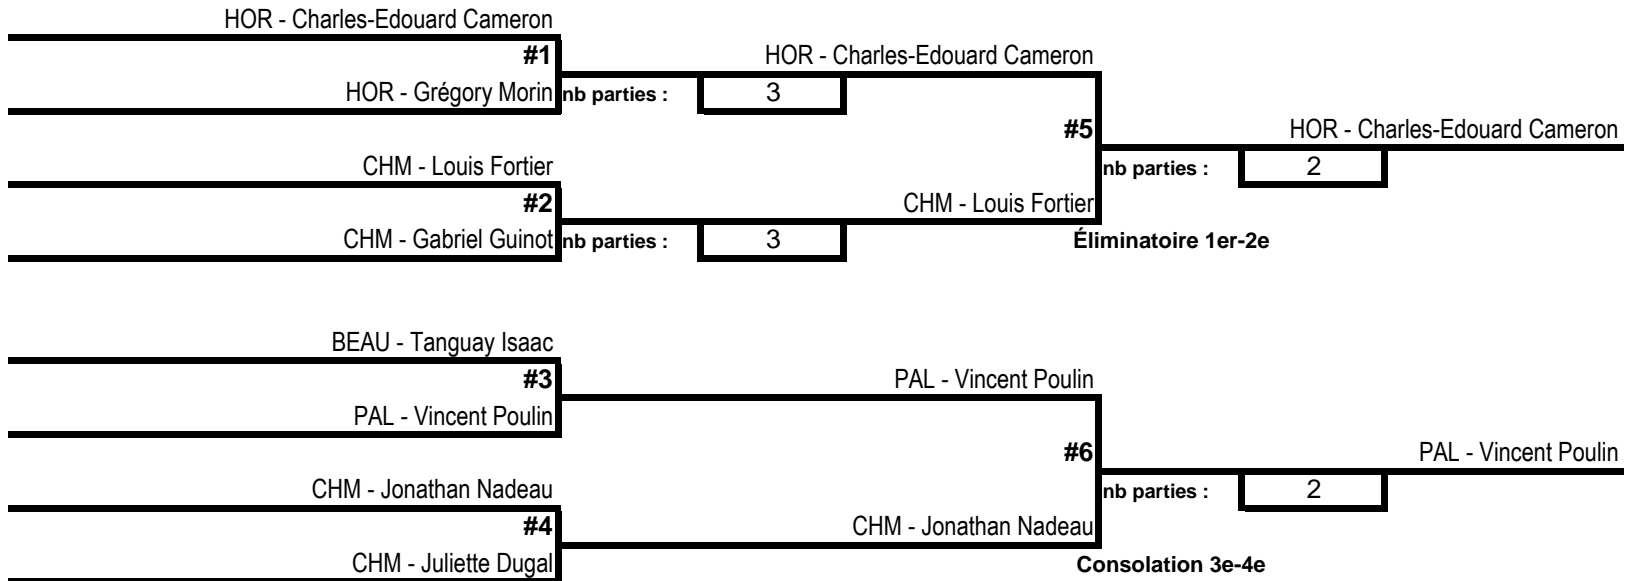 HOR - Charles-Edouard Cameron
#1
HOR - Charles-Edouard Cameron
HOR - Grégory Morin
nb parties :
3
#5
HOR - Charles-Edouard Cameron
CHM - Louis Fortier
nb parties :
2
#2
CHM - Louis Fortier
CHM - Gabriel Guinot
nb parties :
3
Éliminatoire 1er-2e
BEAU - Tanguay Isaac
#3
PAL - Vincent Poulin
PAL - Vincent Poulin
#6
PAL - Vincent Poulin
CHM - Jonathan Nadeau
nb parties :
2
#4
CHM - Jonathan Nadeau
CHM - Juliette Dugal
Consolation 3e-4e